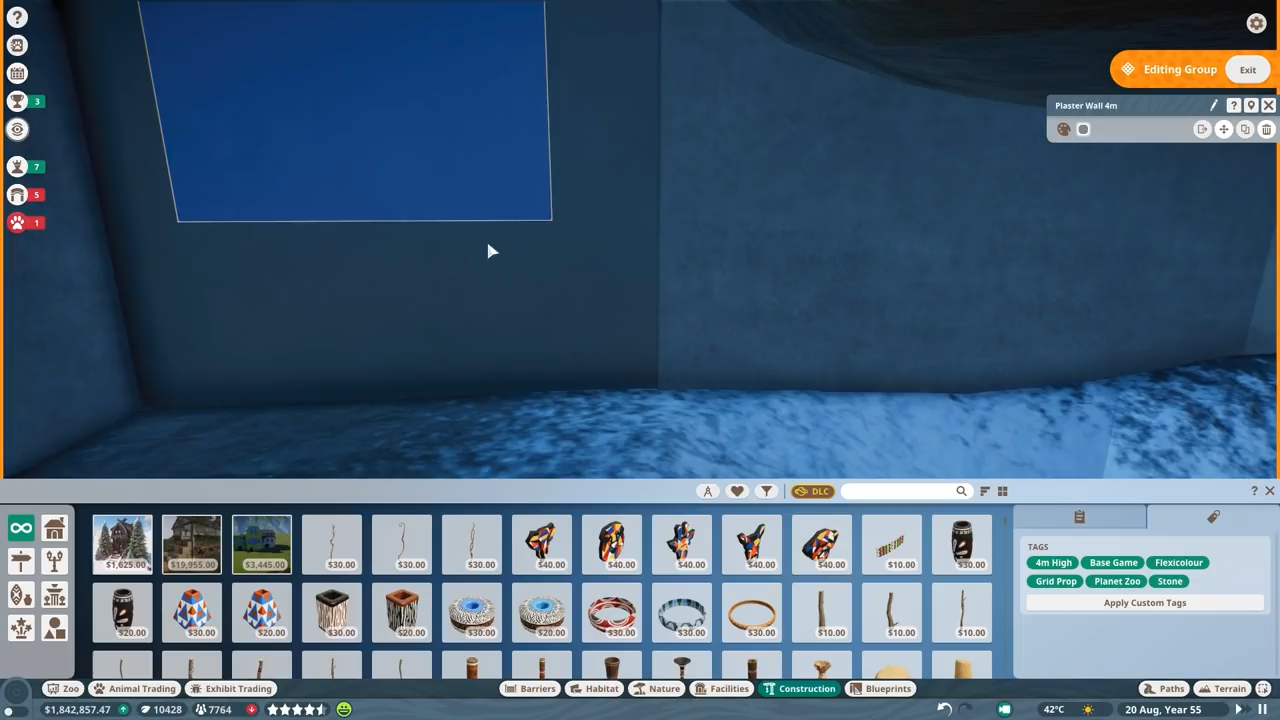 ?
3
7
5
1
Editing Group Exit
Plaster Wall 4m
?
DLC
? ×
$1,625.00 $19,955.00 $3,445.00 $30.00 $30.00 $30.00 $40.00 $40.00 $40.00 $40.00 $40.00 $10.00 $30.00
$20.00 $30.00 $20.00 $30.00 $20.00 $30.00 $20.00 $30.00 $30.00 $30.00 $10.00 $10.00 $10.00
TAGS
4m High Base Game Flexicolour
Grid Prop Planet Zoo Stone
Apply Custom Tags
Zoo Animal Trading Exhibit Trading Barriers Habitat Nature Facilities Construction Blueprints Paths Terrain
$1,842,857.47 10428 7764 42°C 20 Aug, Year 55